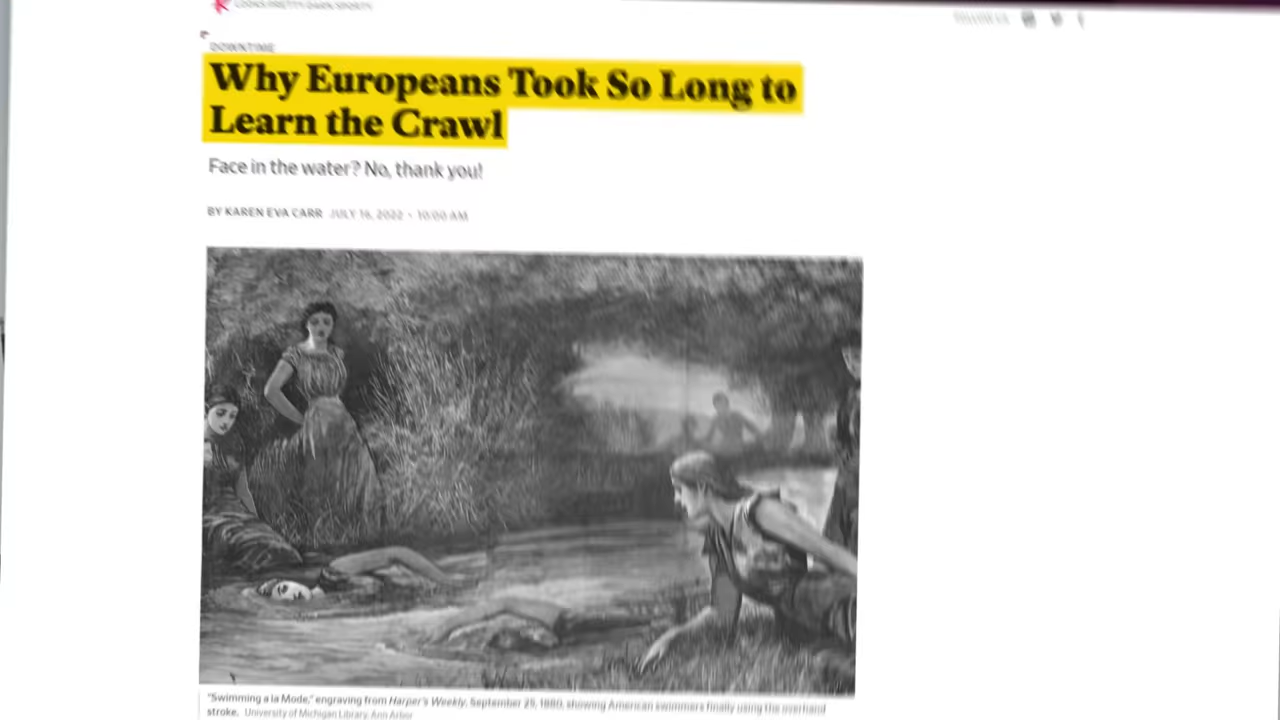 DOWNTIME
FOLLOW US
Why Europeans Took So Long to
Learn the Crawl
Face in the water? No, thank you!
BY KAREN EVA CARR JULY 16, 2022 • 10:00 AM
"Swimming a la Mode," engraving from Harper's Weekly, September 25, 1880, showing American swimmers finally using the overhand
stroke. University of Michigan Library, Ann Arbor